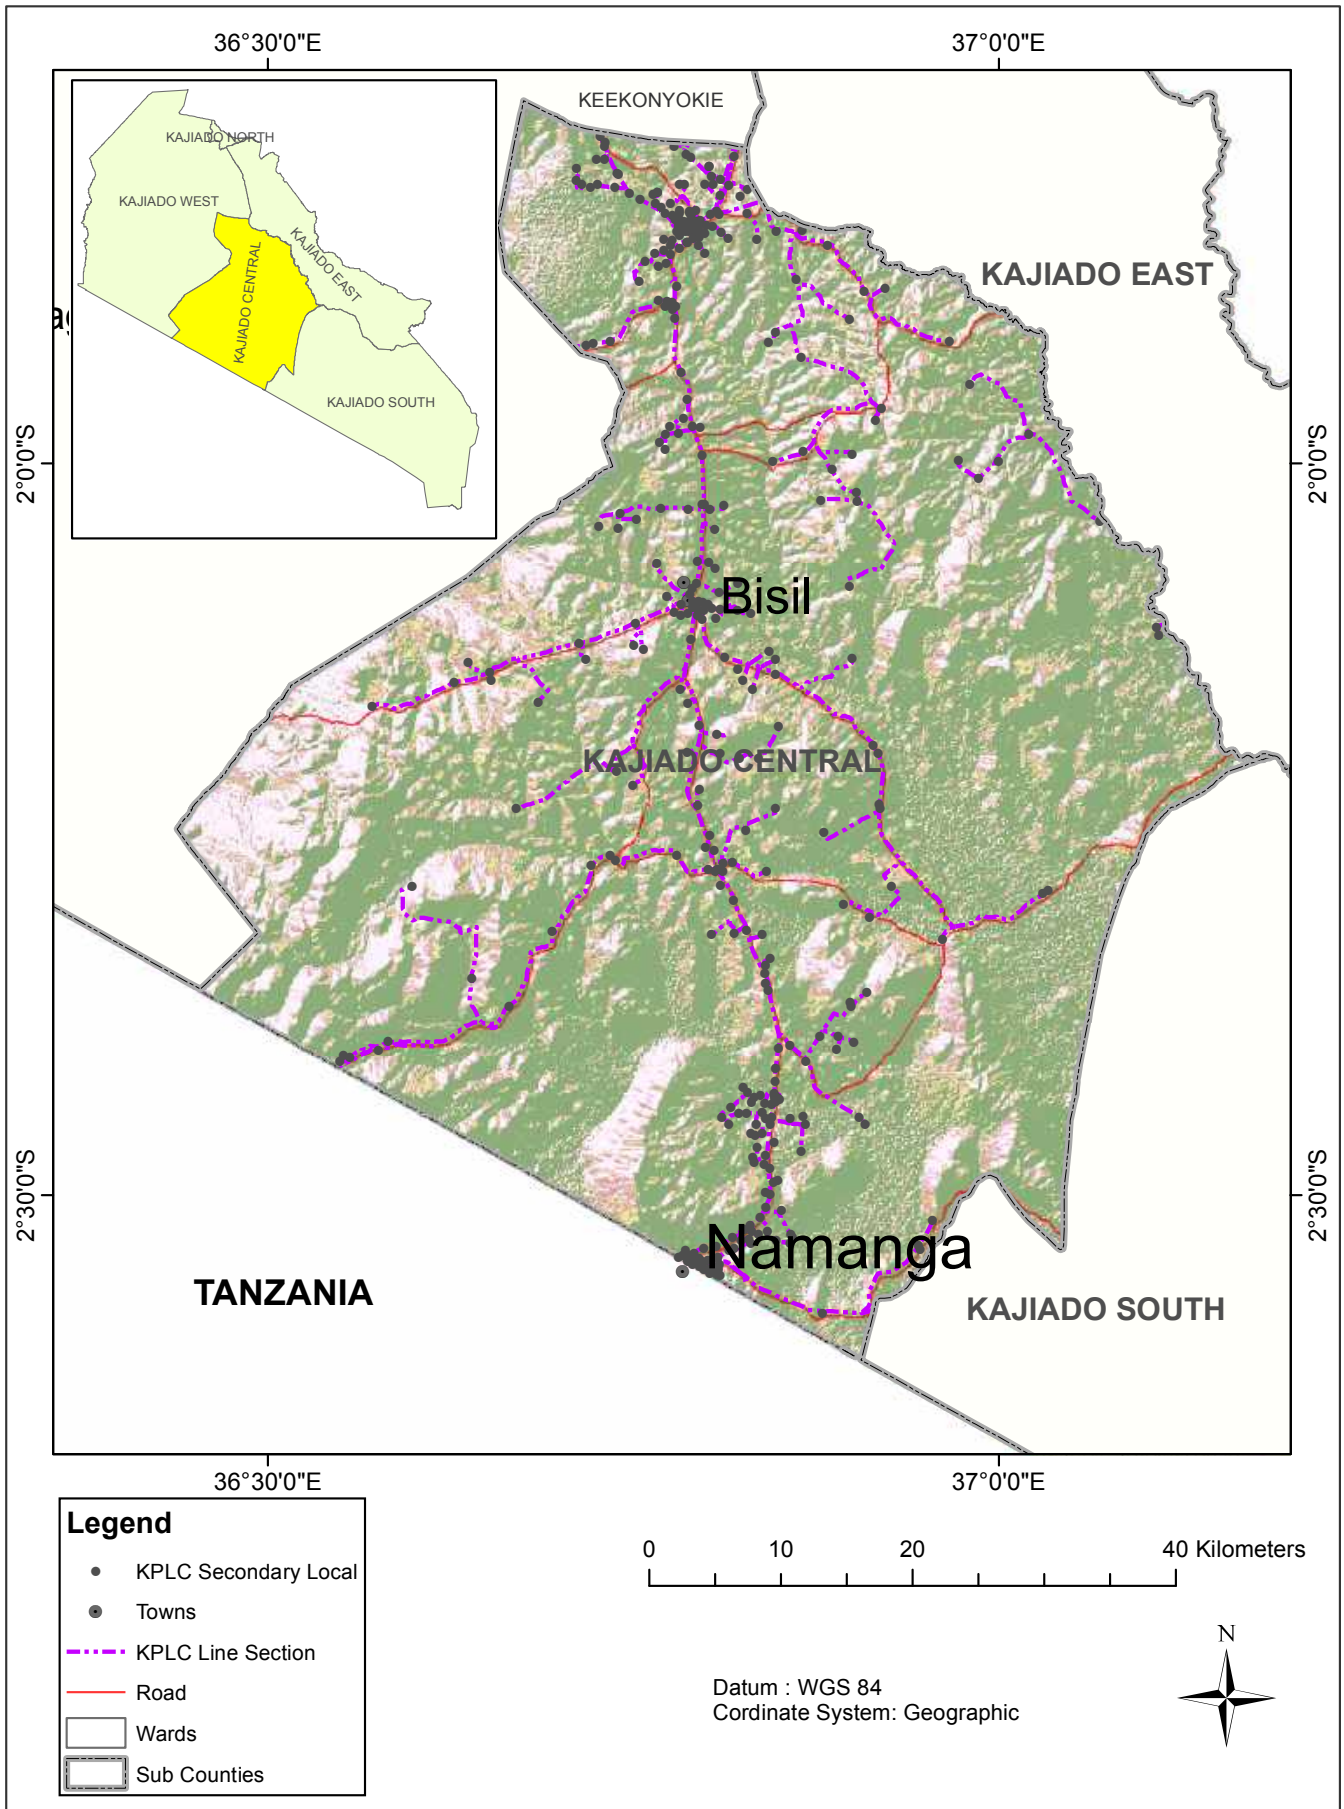 36°30'0"E
37°0'0"E
KEEKONYOKIE
KAJIADO NORTH
KAJIADO WEST
KAJIADO CENTRAL
KAJIADO EAST
KAJIADO SOUTH
KAJIADO EAST
2°0'0"S
2°0'0"S
Bisil
KAJIADO CENTRAL
2°30'0"S
2°30'0"S
Namanga
TANZANIA
KAJIADO SOUTH
36°30'0"E
37°0'0"E
Legend
KPLC Secondary Local
Towns
KPLC Line Section
Road
Wards
Sub Counties
0 10 20 40 Kilometers
N
Datum : WGS 84
Cordinate System: Geographic